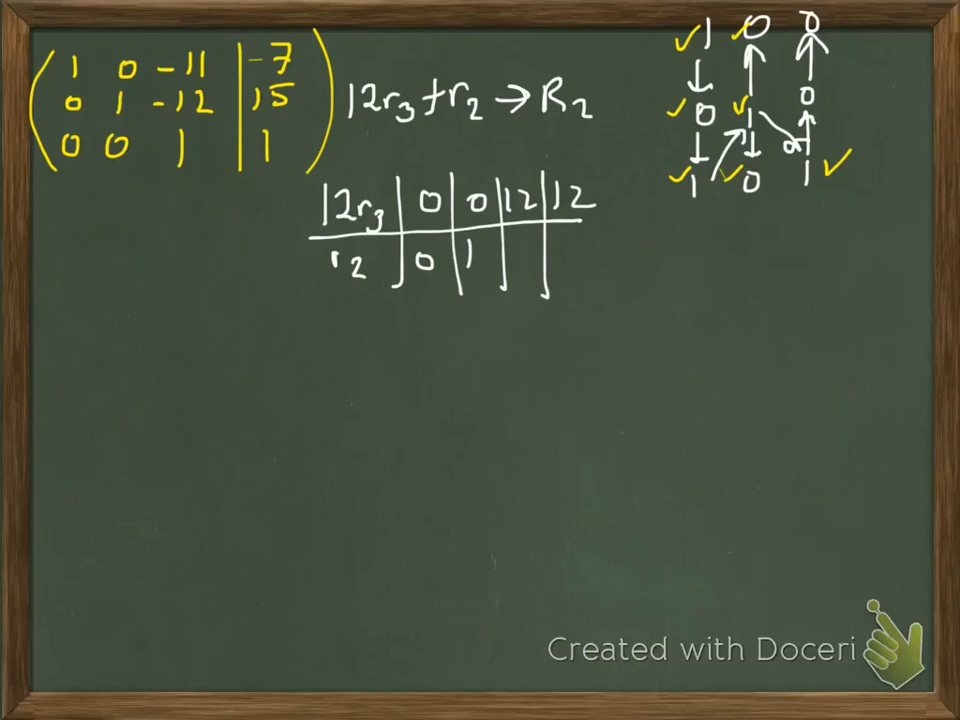 1 0 -11 | -7
0 1 -12 | 15
0 0 1 | 1
12r₃ + r₂ → R₂
12r₃ | 0 | 0 | 12 | 12
r₂ | 0 | 1 | |
✓ 1 ✓ 0 0
✓ 0 ✓ 1 0
0
✓ 1 ✓ 0 1 ✓
Created with Doceri